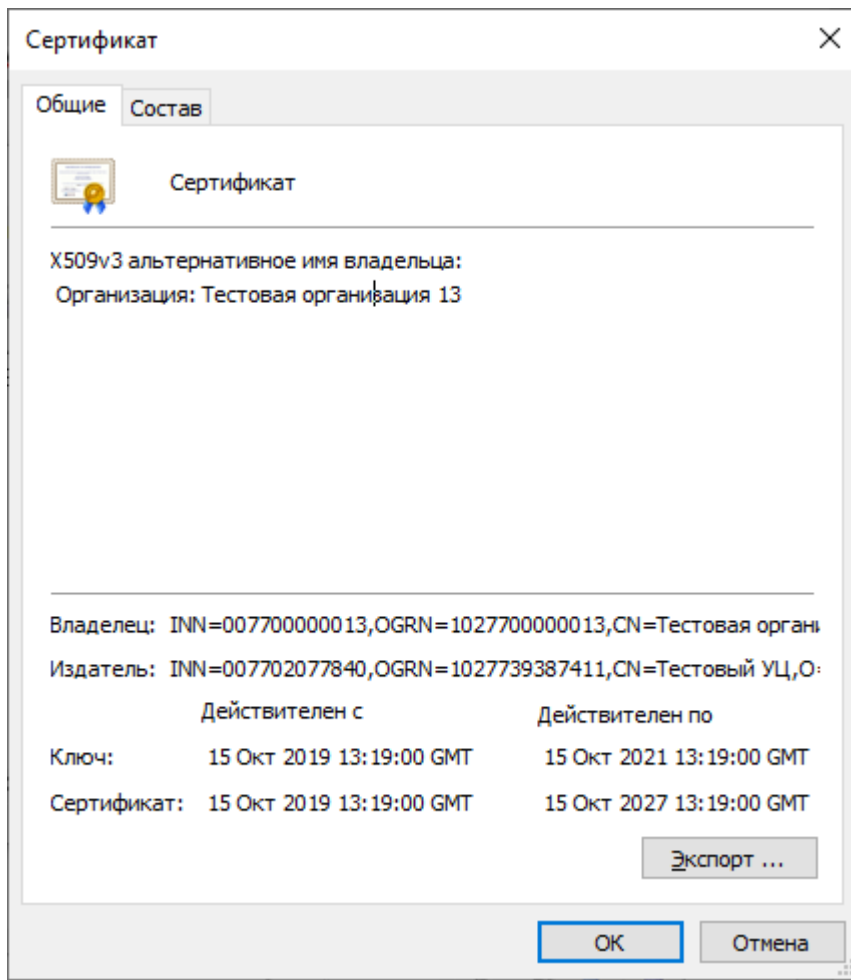 Сертификат
Общие Состав
Сертификат
X509v3 альтернативное имя владельца:
Организация: Тестовая организация 13
Владелец: INN=007700000013,OGRN=1027700000013,CN=Тестовая органи
Издатель: INN=007702077840,OGRN=1027739387411,CN=Тестовый УЦ,O=
Действителен с Действителен по
Ключ: 15 Окт 2019 13:19:00 GMT 15 Окт 2021 13:19:00 GMT
Сертификат: 15 Окт 2019 13:19:00 GMT 15 Окт 2027 13:19:00 GMT
Экспорт ...
ОК Отмена